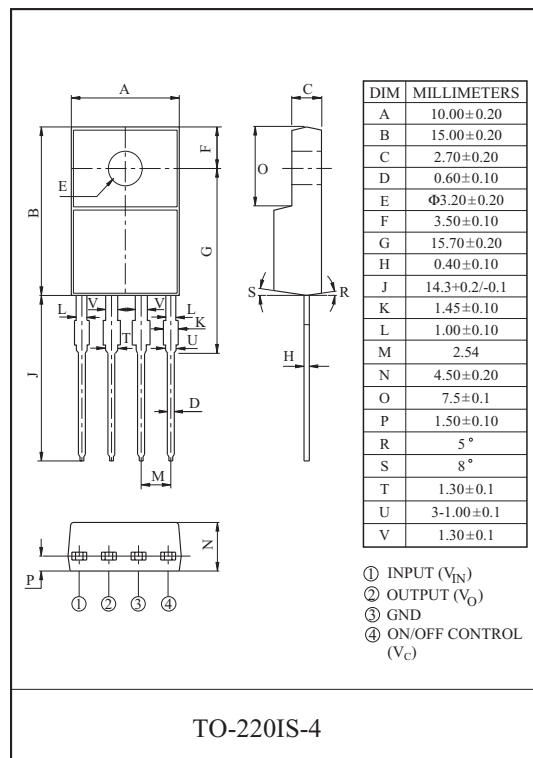 A
C
F
O
E
B
G
S
R
L
V
V
L
K
T
U
H
J
D
M
N
P
① ② ③ ④
DIM MILLIMETERS
A 10.00±0.20
B 15.00±0.20
C 2.70±0.20
D 0.60±0.10
E Φ3.20±0.20
F 3.50±0.10
G 15.70±0.20
H 0.40±0.10
J 14.3+0.2/-0.1
K 1.45±0.10
L 1.00±0.10
M 2.54
N 4.50±0.20
O 7.5±0.1
P 1.50±0.10
R 5°
S 8°
T 1.30±0.1
U 3-1.00±0.1
V 1.30±0.1
① INPUT (VIN)
② OUTPUT (VO)
③ GND
④ ON/OFF CONTROL
(VC)
TO-220IS-4